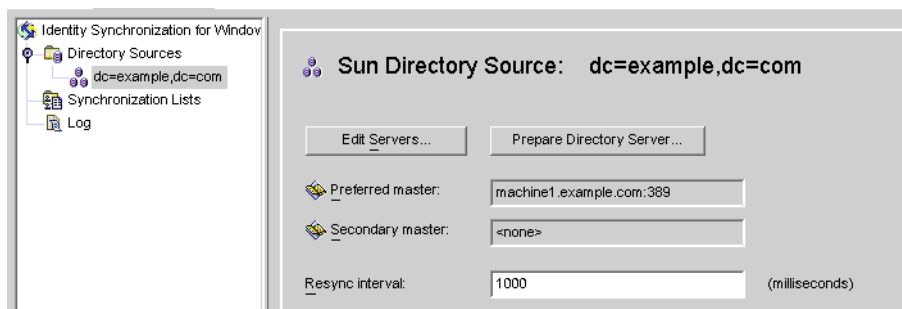 Identity Synchronization for Window
Directory Sources
dc=example,dc=com
Synchronization Lists
Log
Sun Directory Source: dc=example,dc=com
Edit Servers...
Prepare Directory Server...
Preferred master:
machine1.example.com:389
Secondary master:
<none>
Resync interval:
1000
(milliseconds)